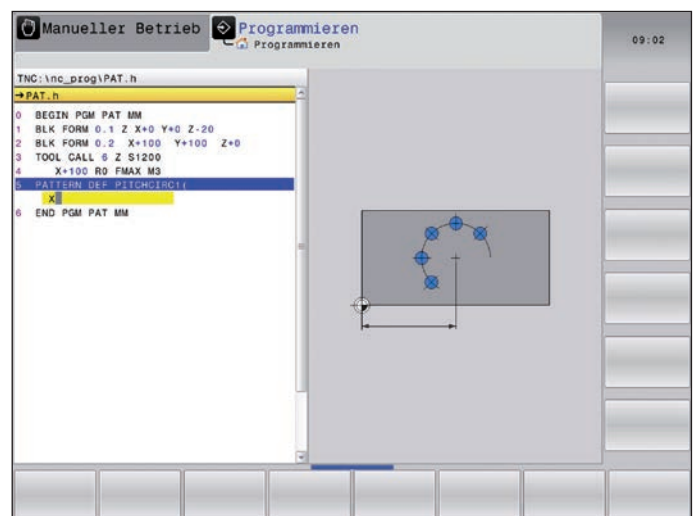 Manueller Betrieb
Programmieren
Programmieren
09:02
TNC:\nc_prog\PAT.h
→PAT.h
0 BEGIN PGM PAT MM
1 BLK FORM 0.1 Z X+0 Y+0 Z-20
2 BLK FORM 0.2 X+100 Y+100 Z+0
3 TOOL CALL 6 Z S1200
4 X+100 R0 FMAX M3
5 PATTERN DEF PITCHCIRC1(
X
6 END PGM PAT MM